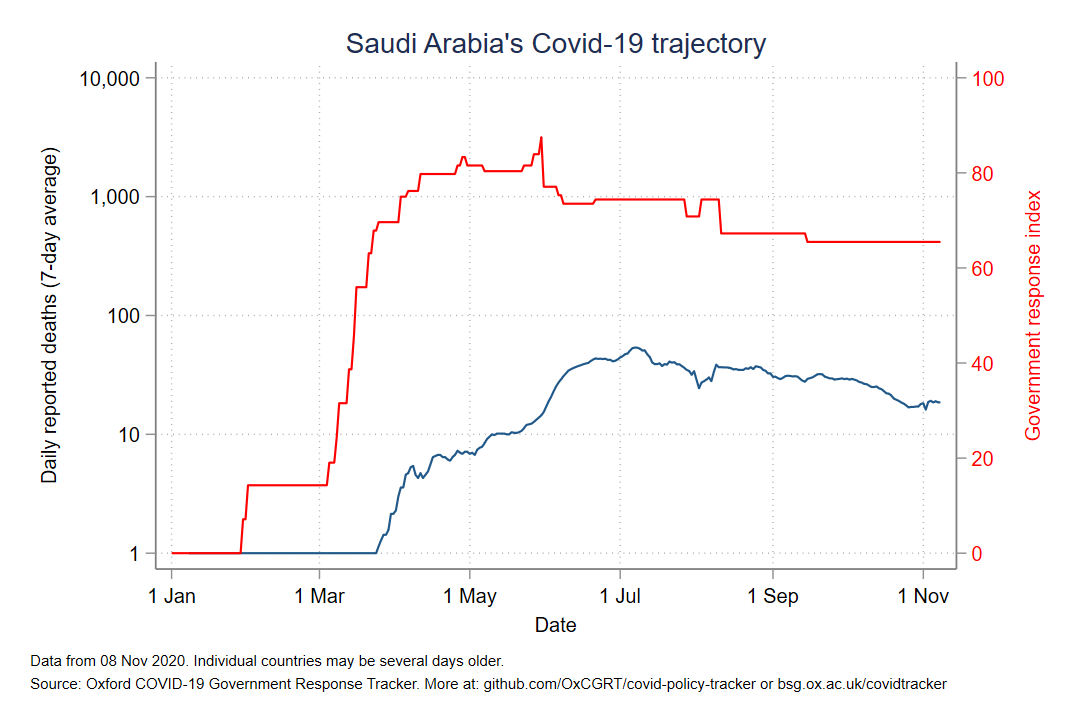 Saudi Arabia's Covid-19 trajectory
10,000
1,000
100
10
1
Daily reported deaths (7-day average)
100
80
60
40
20
0
Government response index
1 Jan
1 Mar
1 May
1 Jul
1 Sep
1 Nov
Date
Data from 08 Nov 2020. Individual countries may be several days older.
Source: Oxford COVID-19 Government Response Tracker. More at: github.com/OxCGRT/covid-policy-tracker or bsg.ox.ac.uk/covidtracker